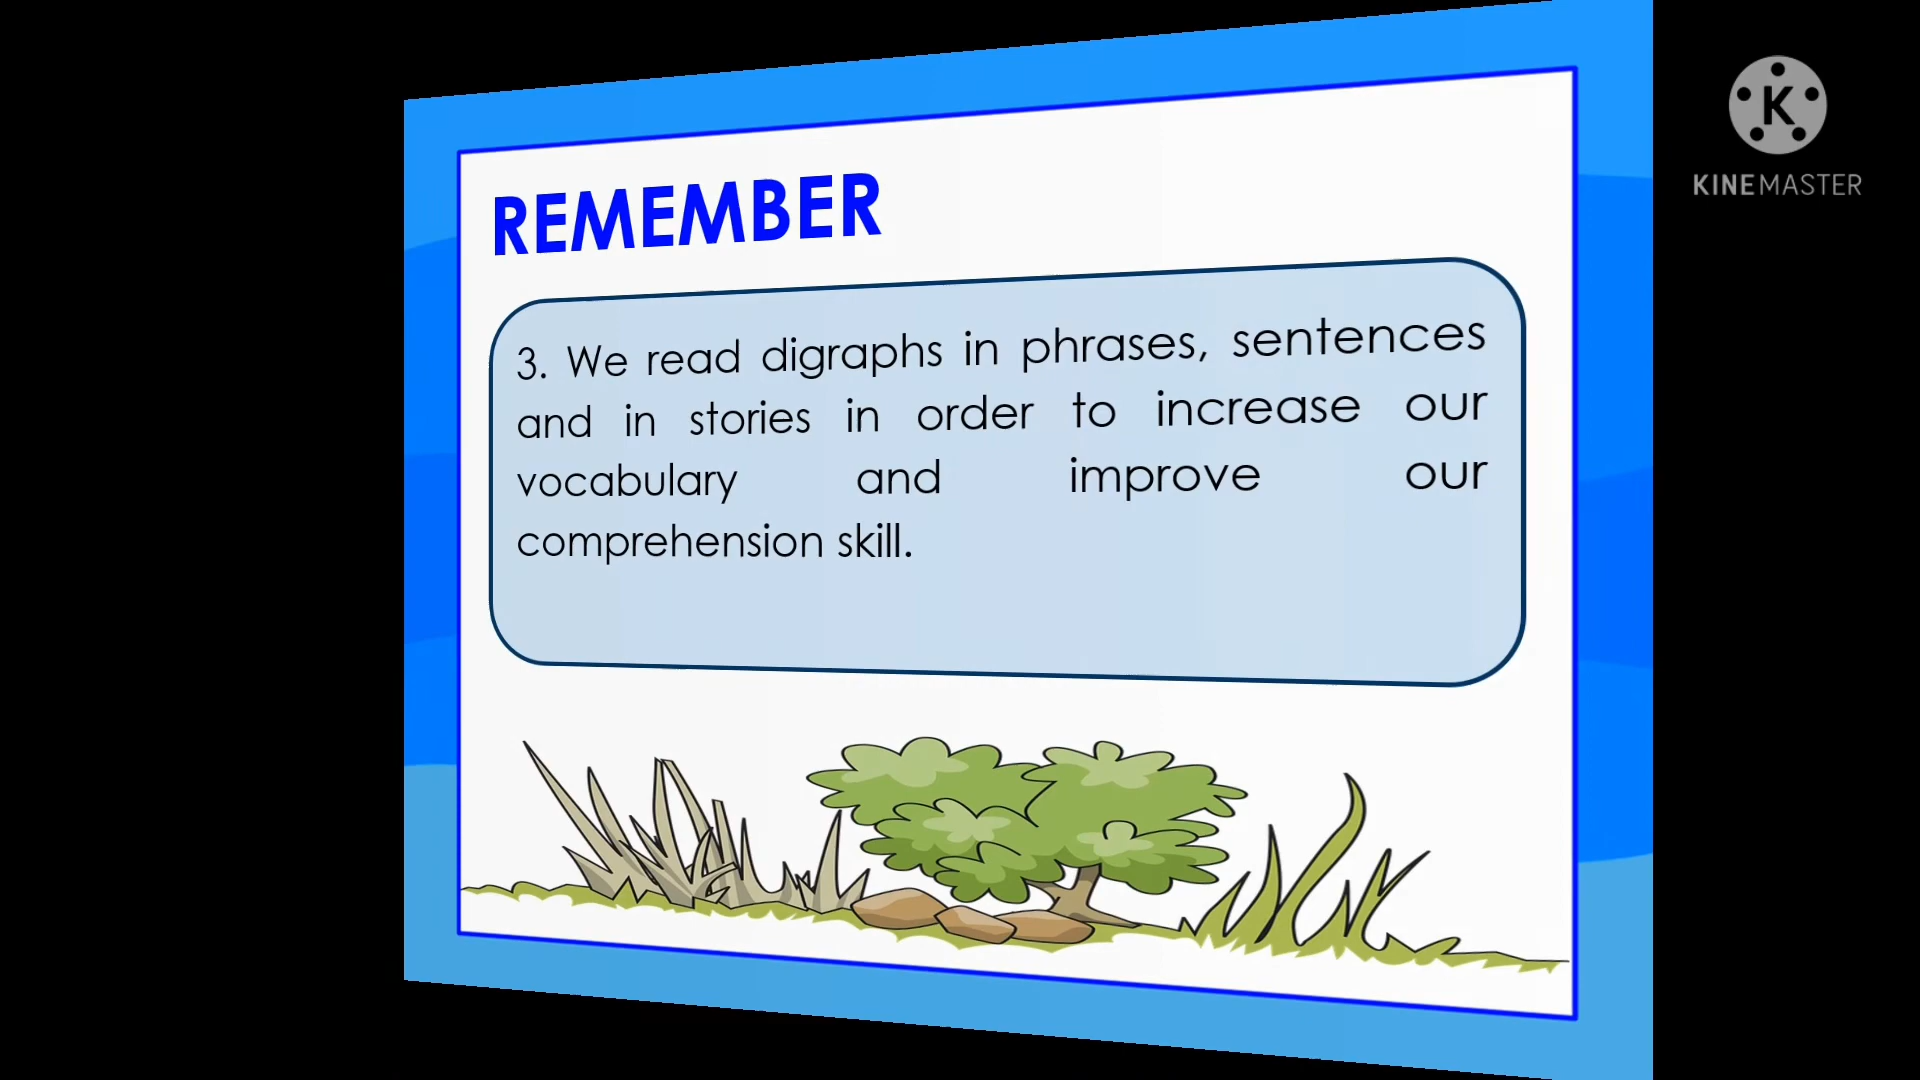 REMEMBER
3. We read digraphs in phrases, sentences
and in stories in order to increase our
vocabulary and improve our
comprehension skill.
K
KINEMASTER